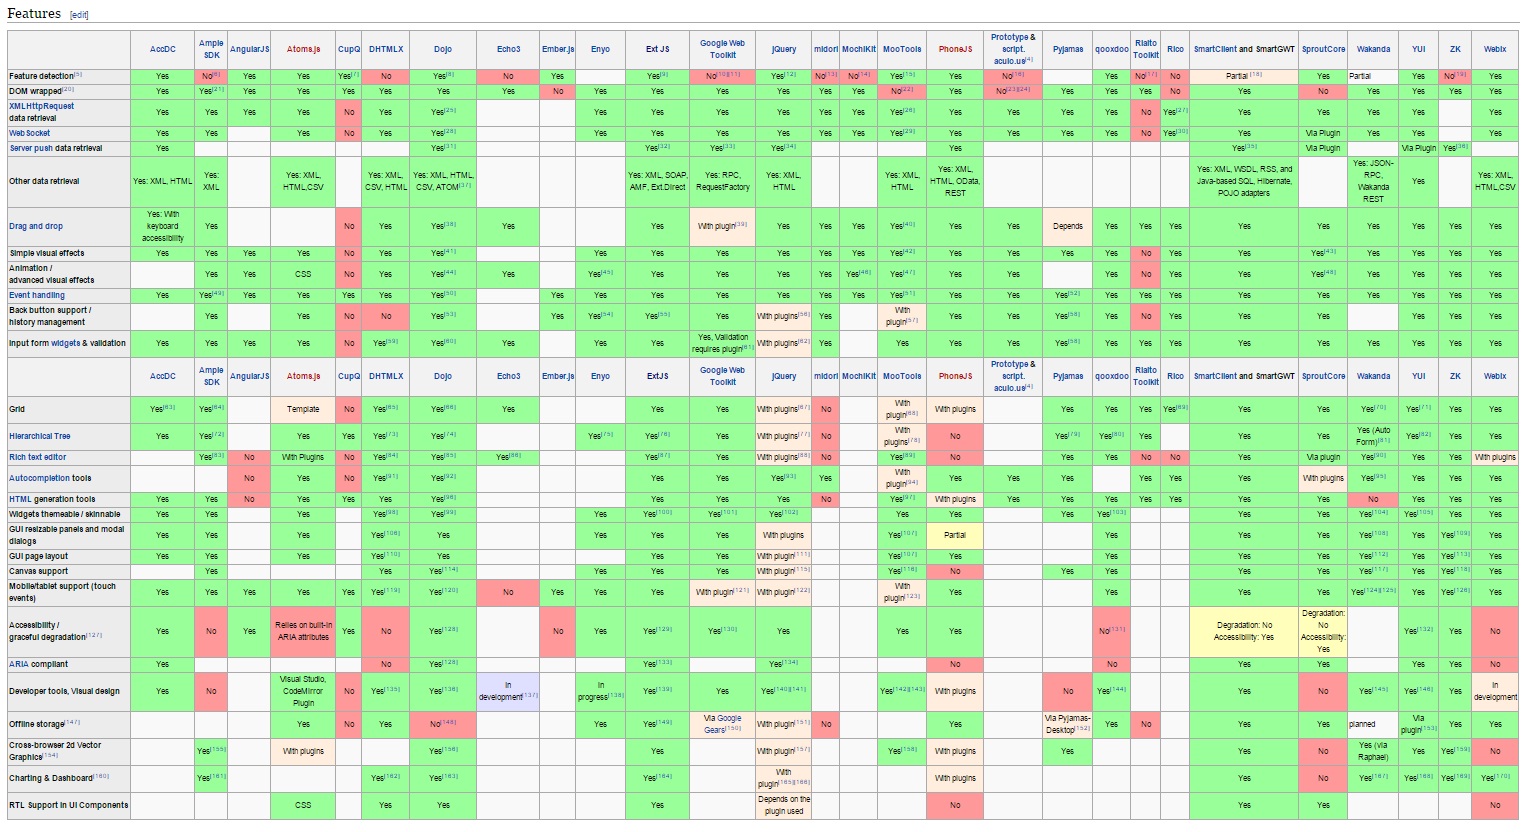 Features [edit]
AccDC Ample SDK AngularJS Atoms.js CupQ DHTMLX Dojo Echo3 Ember.js Enyo Ext JS Google Web Toolkit jQuery midori MochiKit MooTools PhoneJS Prototype & script.aculo.us[4] Pyjamas qooxdoo Rialto Toolkit Rico SmartClient and SmartGWT SproutCore Wakanda YUI ZK Webix
Feature detection[5] Yes No[6] Yes Yes Yes[7] No Yes[8] No Yes Yes[9] No[10][11] Yes[12] No[13] No[14] Yes[15] Yes No[16] Yes No[17] No Partial [18] Yes Partial Yes No[19] Yes
DOM wrapped[20] Yes Yes[21] Yes Yes Yes Yes Yes Yes No Yes Yes Yes Yes Yes Yes No[22] Yes No[23][24] Yes Yes Yes No Yes No Yes Yes Yes Yes
XMLHttpRequest data retrieval Yes Yes Yes Yes No Yes Yes[25] Yes Yes Yes Yes Yes Yes Yes[26] Yes Yes Yes Yes No Yes[27] Yes Yes Yes Yes Yes
WebSocket Yes Yes Yes No Yes Yes[28] Yes Yes Yes Yes Yes Yes Yes[29] Yes Yes Yes Yes No Yes[30] Yes Via Plugin Yes Yes Yes
Server push data retrieval Yes Yes[31] Yes[32] Yes[33] Yes[34] Yes Yes[35] Via Plugin Via Plugin Yes[36]
Other data retrieval Yes: XML, HTML Yes: XML Yes: XML, HTML,CSV Yes: XML, CSV, HTML Yes: XML, HTML, CSV, ATOM[37] Yes: XML, SOAP, AMF, Ext.Direct Yes: RPC, RequestFactory Yes: XML, HTML Yes: XML, HTML Yes: XML, HTML, OData, REST Yes: XML, WSDL, RSS, and Java-based SQL, Hibernate, POJO adapters Yes: JSON-RPC, Wakanda REST Yes Yes: XML, HTML,CSV
Drag and drop Yes: With keyboard accessibility Yes No Yes Yes[38] Yes Yes With plugin[39] Yes Yes Yes Yes[40] Yes Yes Depends Yes Yes Yes Yes Yes Yes Yes Yes Yes
Simple visual effects Yes Yes Yes Yes No Yes Yes[41] Yes Yes Yes Yes Yes Yes Yes[42] Yes Yes Yes Yes No Yes Yes Yes[43] Yes Yes Yes Yes
Animation / advanced visual effects Yes Yes CSS No Yes Yes[44] Yes Yes[45] Yes Yes Yes Yes Yes[46] Yes[47] Yes Yes Yes No Yes Yes Yes[48] Yes Yes Yes Yes
Event handling Yes Yes[49] Yes Yes Yes Yes Yes[50] Yes Yes Yes Yes Yes Yes Yes Yes[51] Yes Yes Yes[52] Yes Yes Yes Yes Yes Yes Yes Yes Yes
Back button support / history management Yes Yes No No Yes[53] Yes Yes[54] Yes[55] Yes With plugins[56] Yes With plugin[57] Yes Yes Yes[58] Yes No Yes Yes Yes Yes Yes
Input form widgets & validation Yes Yes Yes Yes No Yes[59] Yes[60] Yes Yes Yes Yes, Validation requires plugin[61] With plugins[62] Yes Yes Yes Yes Yes[58] Yes Yes Yes Yes Yes Yes Yes Yes Yes
AccDC Ample SDK AngularJS Atoms.js CupQ DHTMLX Dojo Echo3 Ember.js Enyo ExtJS Google Web Toolkit jQuery midori MochiKit MooTools PhoneJS Prototype & script.aculo.us[4] Pyjamas qooxdoo Rialto Toolkit Rico SmartClient and SmartGWT SproutCore Wakanda YUI ZK Webix
Grid Yes[63] Yes[64] Template No Yes[65] Yes[66] Yes Yes Yes With plugins[67] No With plugin[68] With plugins Yes Yes Yes Yes[69] Yes Yes Yes[70] Yes[71] Yes Yes
Hierarchical Tree Yes Yes[72] Yes Yes Yes[73] Yes[74] Yes[75] Yes[76] Yes With plugins[77] No With plugins[78] No Yes[79] Yes[80] Yes Yes Yes Yes (Auto Form)[81] Yes[82] Yes Yes
Rich text editor Yes[83] No With Plugins No Yes[84] Yes[85] Yes[86] Yes[87] Yes With plugins[88] No Yes[89] No Yes Yes No No Yes Via plugin Yes[90] Yes Yes With plugins
Autocompletion tools No Yes No Yes[91] Yes[92] Yes Yes Yes[93] Yes With plugin[94] Yes Yes Yes Yes Yes Yes With plugins Yes[95] Yes Yes Yes
HTML generation tools Yes Yes No Yes Yes Yes Yes[96] Yes Yes Yes No Yes[97] With plugins Yes Yes Yes Yes Yes Yes Yes No Yes Yes Yes
Widgets themeable / skinnable Yes Yes Yes Yes[98] Yes[99] Yes Yes[100] Yes[101] Yes[102] Yes Yes Yes Yes[103] Yes Yes Yes[104] Yes[105] Yes Yes
GUI resizable panels and modal dialogs Yes Yes Yes Yes[106] Yes Yes Yes Yes With plugins Yes[107] Partial Yes Yes Yes Yes[108] Yes Yes[109] Yes
GUI page layout Yes Yes Yes Yes[110] Yes Yes Yes With plugin[111] Yes[107] Yes Yes Yes Yes Yes[112] Yes Yes[113] Yes
Canvas support Yes Yes Yes[114] Yes Yes Yes With plugin[115] Yes[116] No Yes Yes Yes Yes Yes[117] Yes Yes[118] Yes
Mobile/tablet support (touch events) Yes Yes Yes Yes Yes Yes[119] Yes[120] No Yes Yes Yes With plugin[121] With plugin[122] With plugin[123] Yes Yes Yes Yes Yes[124][125] Yes Yes[126] Yes
Accessibility / graceful degradation[127] Yes No Yes Relies on built-in ARIA attributes Yes No Yes[128] No Yes[129] Yes[130] Yes Yes Yes No[131] Degradation: No Accessibility: Yes Degradation: No Accessibility: Yes Yes[132] Yes No
ARIA compliant Yes No Yes[128] Yes[133] Yes[134] No No Yes Yes Yes Yes No
Developer tools, Visual design Yes No Visual Studio, CodeMirror Plugin No Yes[135] Yes[136] In development[137] In progress[138] Yes[139] Yes Yes[140][141] Yes[142][143] With plugins No Yes[144] Yes No Yes[145] Yes[146] Yes In development
Offline storage[147] Yes No Yes No[148] Yes Yes[149] Via Google Gears[150] With plugin[151] No Yes Via Pyjamas-Desktop[152] Yes No Yes Yes planned Via plugin[153] Yes Yes
Cross-browser 2d Vector Graphics[154] Yes[155] With plugins Yes[156] Yes With plugin[157] Yes[158] With plugins Yes Yes No Yes (via Raphael) Yes Yes[159] No
Charting & Dashboard[160] Yes[161] Yes[162] Yes[163] Yes[164] With plugin[165][166] With plugins Yes No Yes[167] Yes[168] Yes[169] Yes[170]
RTL Support in UI Components CSS Yes Yes Yes Depends on the plugin used No Yes Yes No